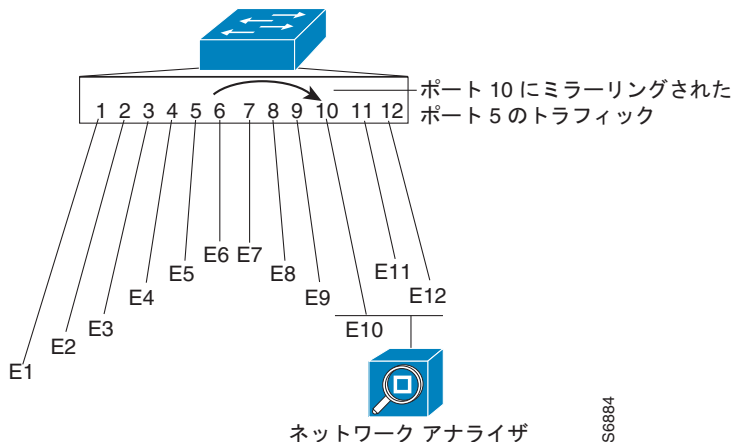 ポート 10 にミラーリングされた
ポート 5 のトラフィック
1 2 3 4 5 6 7 8 9 10 11 12
E1
E2
E3
E4
E5
E6
E7
E8
E9
E10
E11
E12
ネットワーク アナライザ
S6884